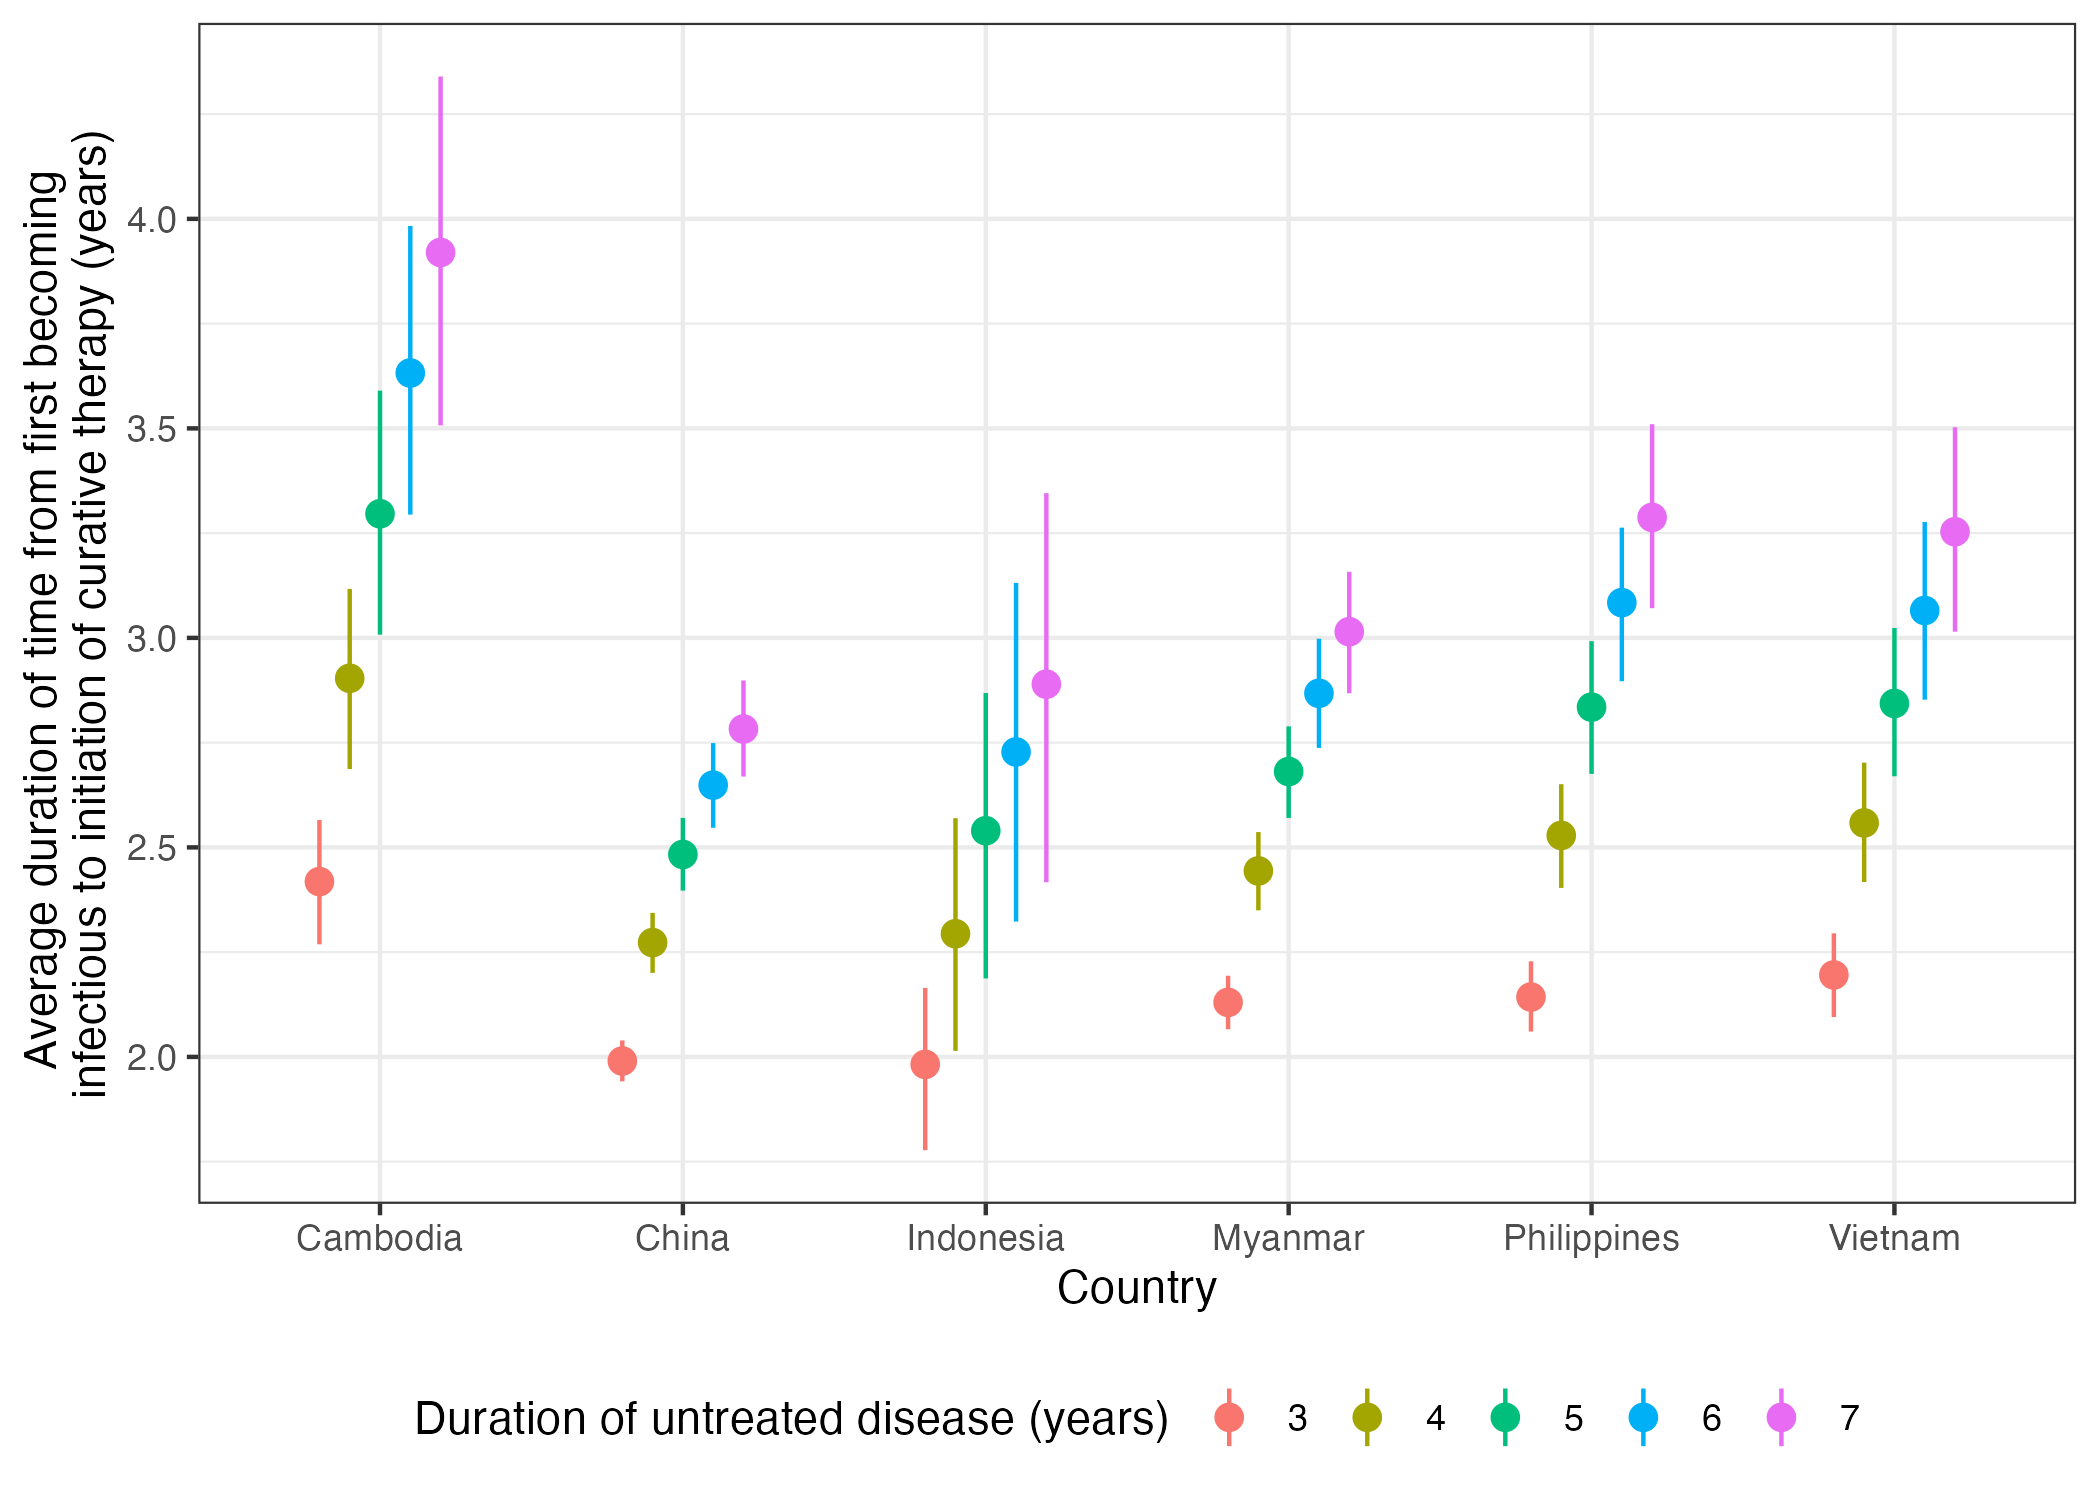 Average duration of time from first becoming
infectious to initiation of curative therapy (years)
4.0
3.5
3.0
2.5
2.0
Cambodia
China
Indonesia
Myanmar
Philippines
Vietnam
Country
Duration of untreated disease (years) 3 4 5 6 7